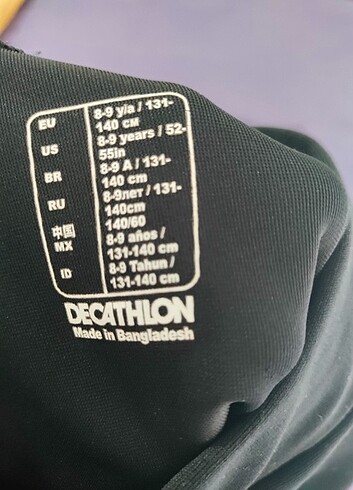 EU 8-9 y/a / 131-
140 CM
US 8-9 years / 52-
55in
BR 8-9 A / 131-
140 cm
RU 8-9лет / 131-
140cm
中国 140/60
MX 8-9 años /
131-140 cm
ID 8-9 Tahun /
131-140 cm
DECATHLON
Made in Bangladesh